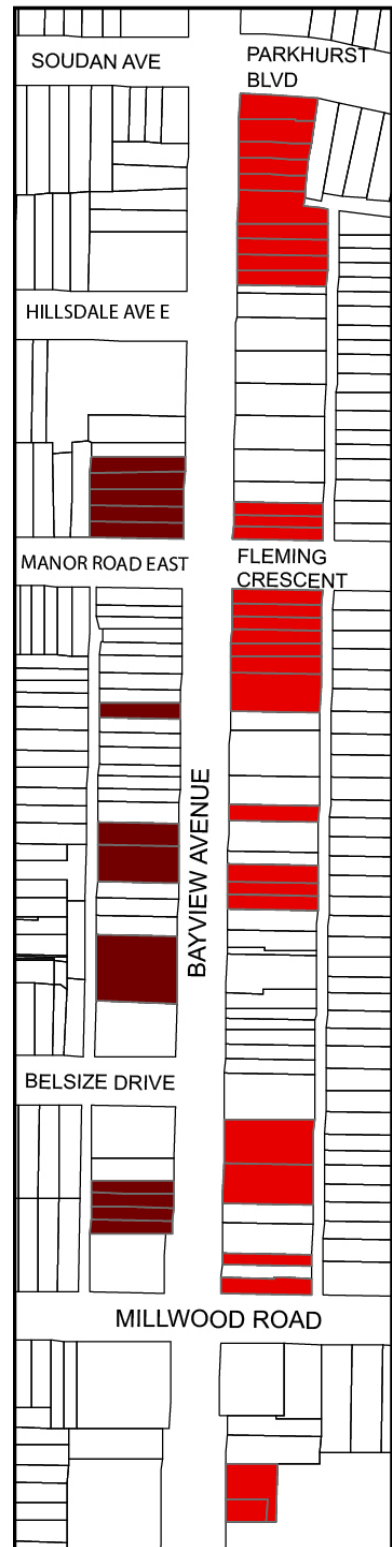 SOUDAN AVE
PARKHURST
BLVD
HILLSDALE AVE E
MANOR ROAD EAST
FLEMING
CRESCENT
BAYVIEW AVENUE
BELSIZE DRIVE
MILLWOOD ROAD